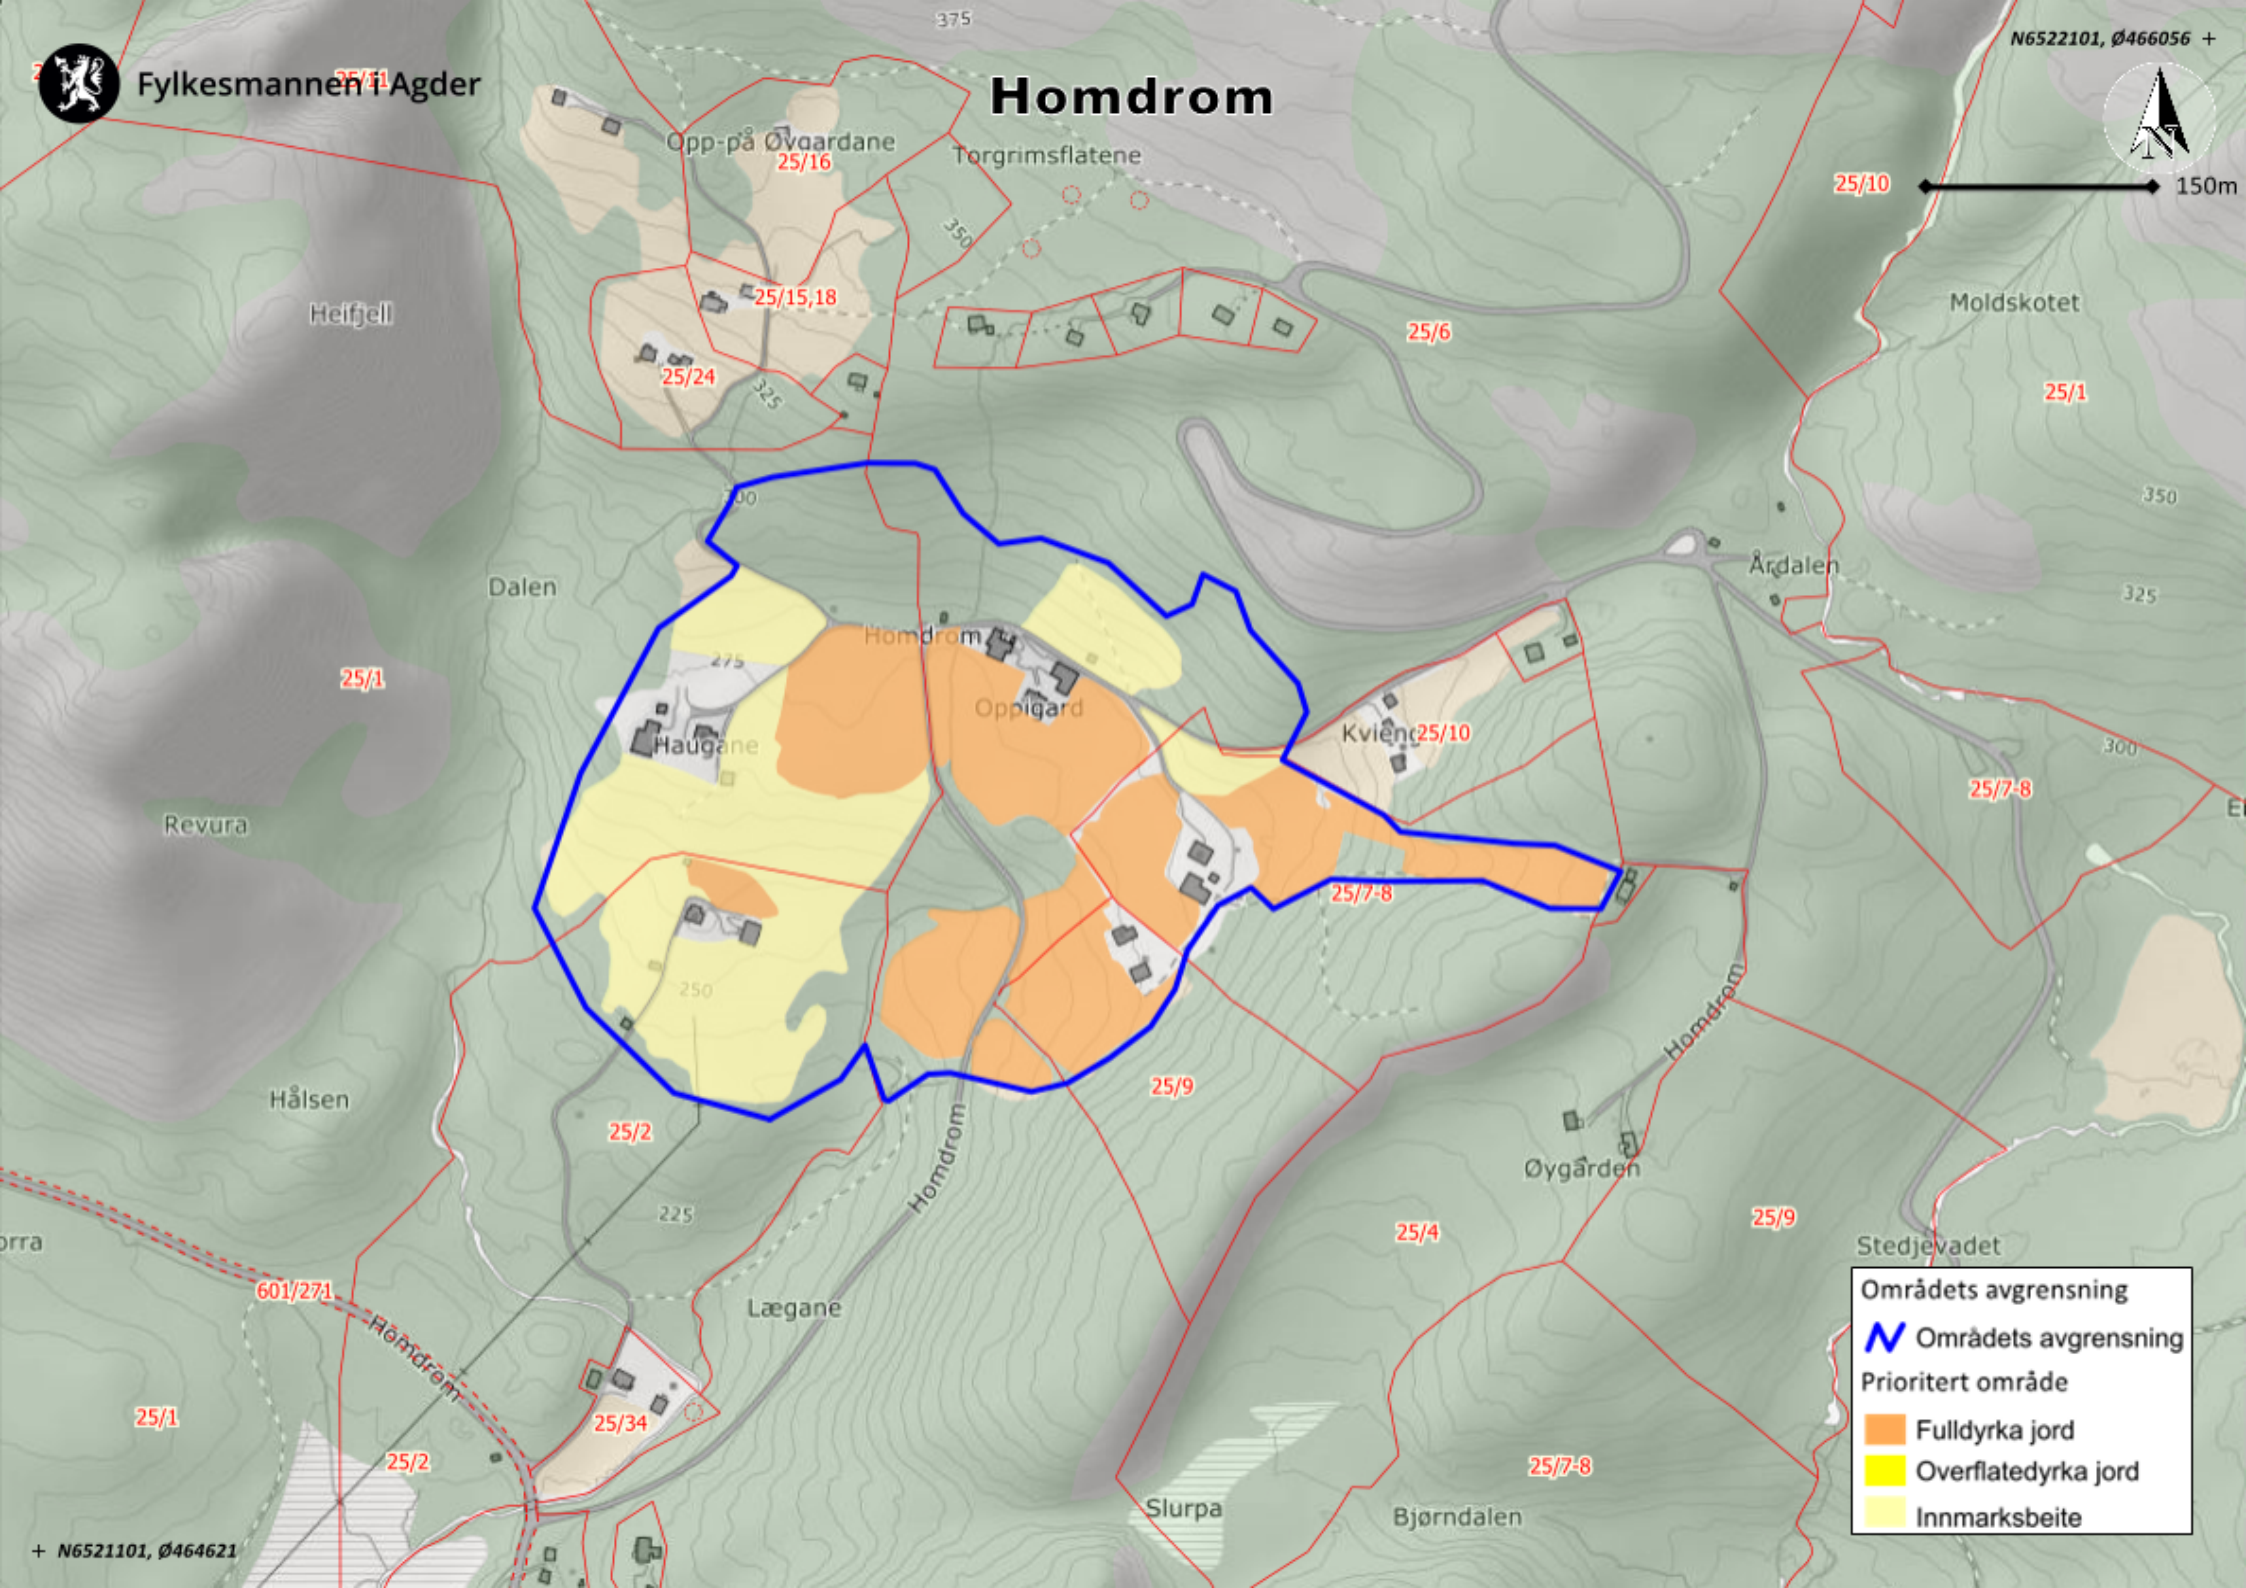 375
N6522101, Ø466056 +
25/11
Fylkesmannen i Agder
Homdrom
Opp-på Øvgardane
25/16
Torgrimsflatene
25/10
150m
N
350
Heifjell
25/15,18
Moldskotet
25/6
25/24
325
25/1
300
350
Dalen
Årdalen
325
Homdrom
275
25/1
Oppigard
Haugane
25/10
300
25/7-8
Revura
25/7-8
250
Homdrom
25/9
Hålsen
25/2
Homdrom
Øygården
225
25/4
25/9
Stedjevadet
601/271
Lægane
Homdrom
25/1
25/34
25/2
25/7-8
Slurpa
Bjørndalen
Områdets avgrensning
Områdets avgrensning
Prioritert område
Fulldyrka jord
Overflatedyrka jord
Innmarksbeite
+ N6521101, Ø464621